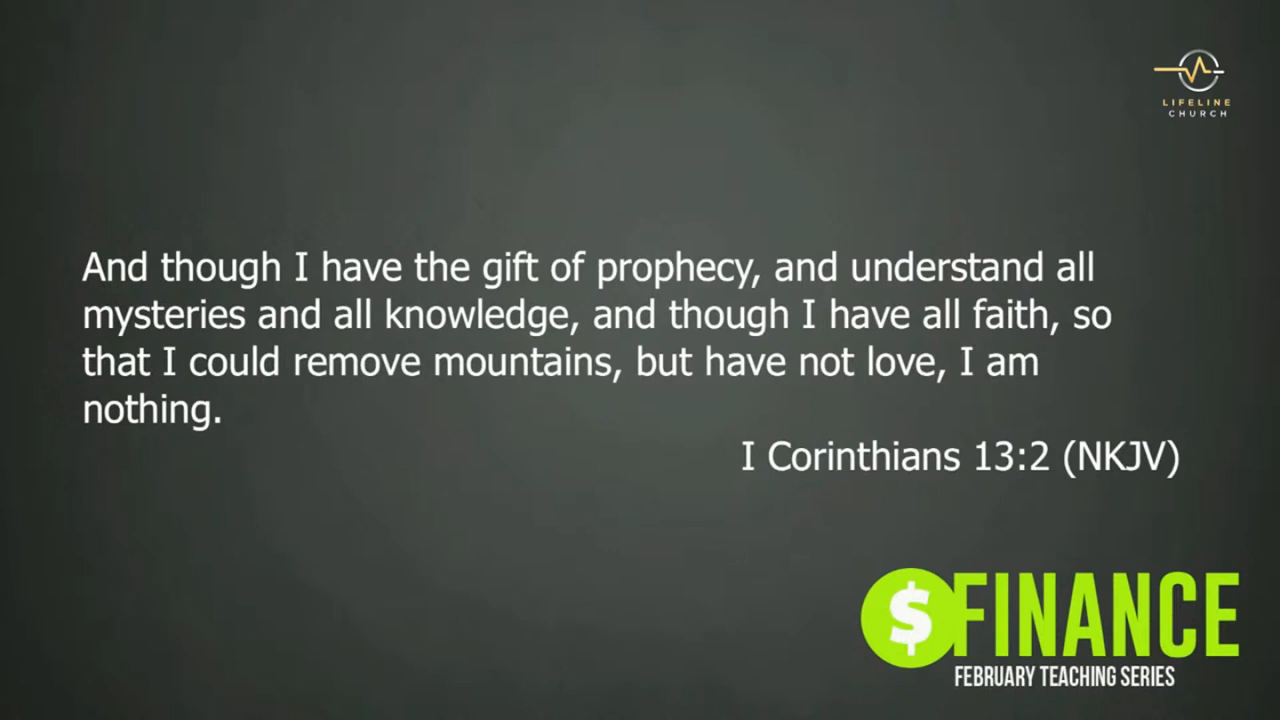 LIFELINE
CHURCH
And though I have the gift of prophecy, and understand all
mysteries and all knowledge, and though I have all faith, so
that I could remove mountains, but have not love, I am
nothing.
I Corinthians 13:2 (NKJV)
$ FINANCE
FEBRUARY TEACHING SERIES